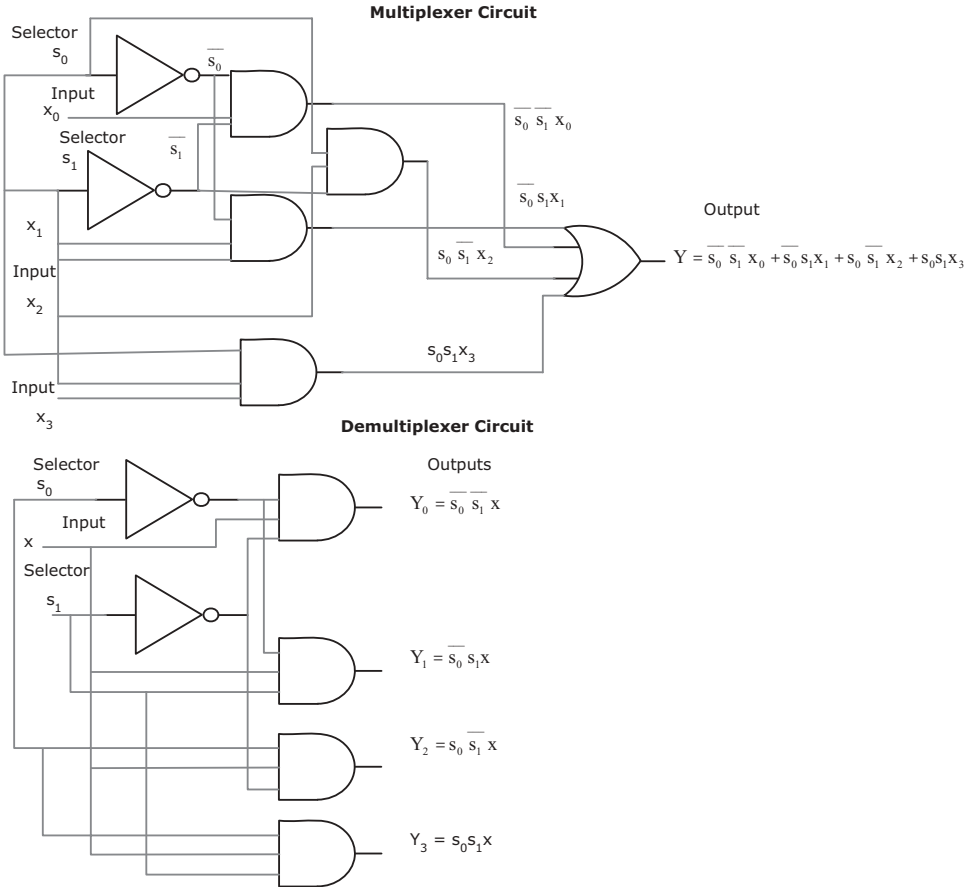 Multiplexer Circuit
Selector
s₀
s̅₀
Input
x₀
s̅₀ s̅₁ x₀
Selector
s̅₁
s₁
s̅₀ s₁x₁
Output
x₁
s₀ s̅₁ x₂
Y = s̅₀ s̅₁ x₀ + s̅₀ s₁x₁ + s₀ s̅₁ x₂ + s₀s₁x₃
Input
x₂
s₀s₁x₃
Input
x₃
Demultiplexer Circuit
Selector
Outputs
s₀
Y₀ = s̅₀ s̅₁ x
Input
x
Selector
s₁
Y₁ = s̅₀ s₁x
Y₂ = s₀ s̅₁ x
Y₃ = s₀s₁x